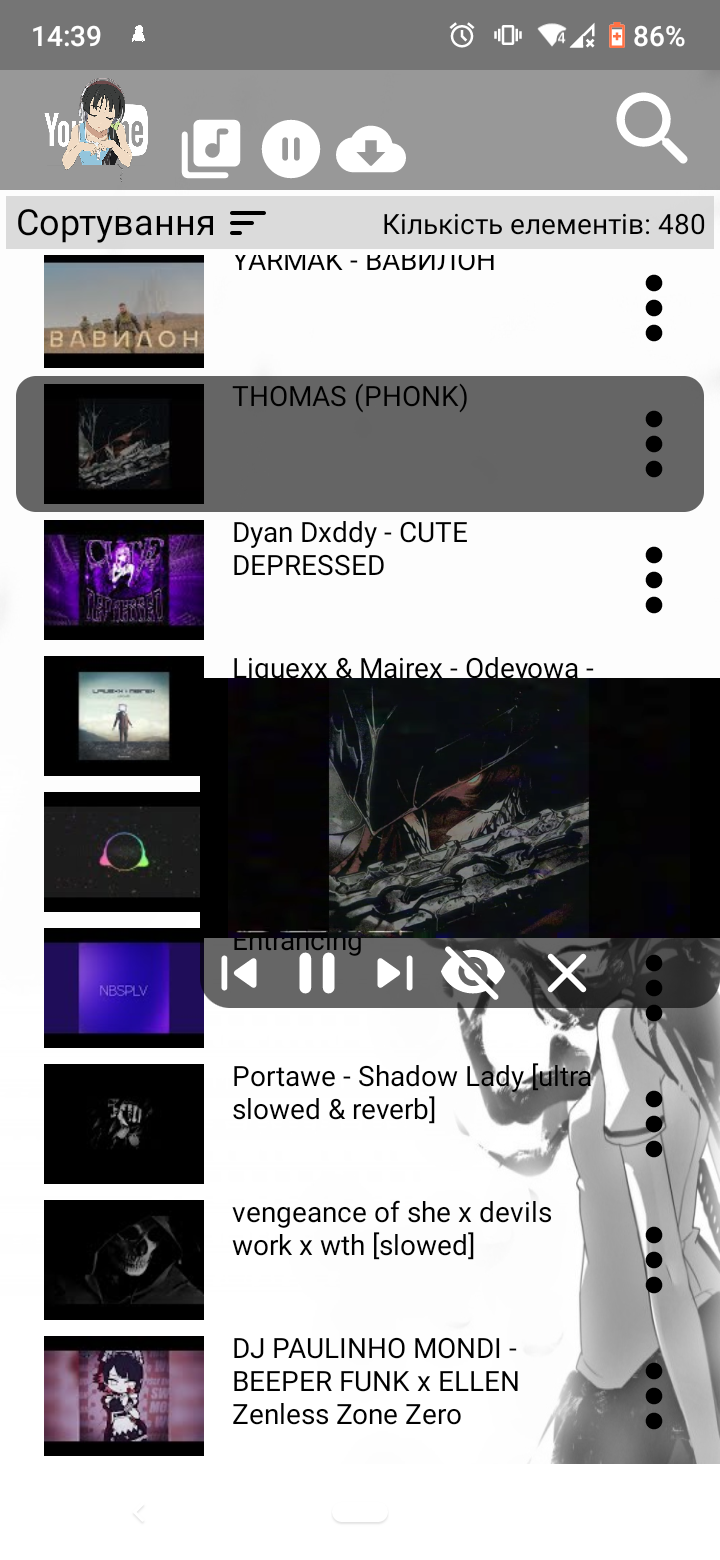 14:39
86%
Сортування
Кількість елементів: 480
YARMAK - ВАВИЛОН
ВАВИЛОН
THOMAS (PHONK)
Dyan Dxddy - CUTE
DEPRESSED
CUTE
DEPRESSED
Liquexx & Mairex - Odeyowa -
Entrancing
NBSPLV
Portawe - Shadow Lady [ultra
slowed & reverb]
vengeance of she x devils
work x wth [slowed]
DJ PAULINHO MONDI -
BEEPER FUNK x ELLEN
Zenless Zone Zero